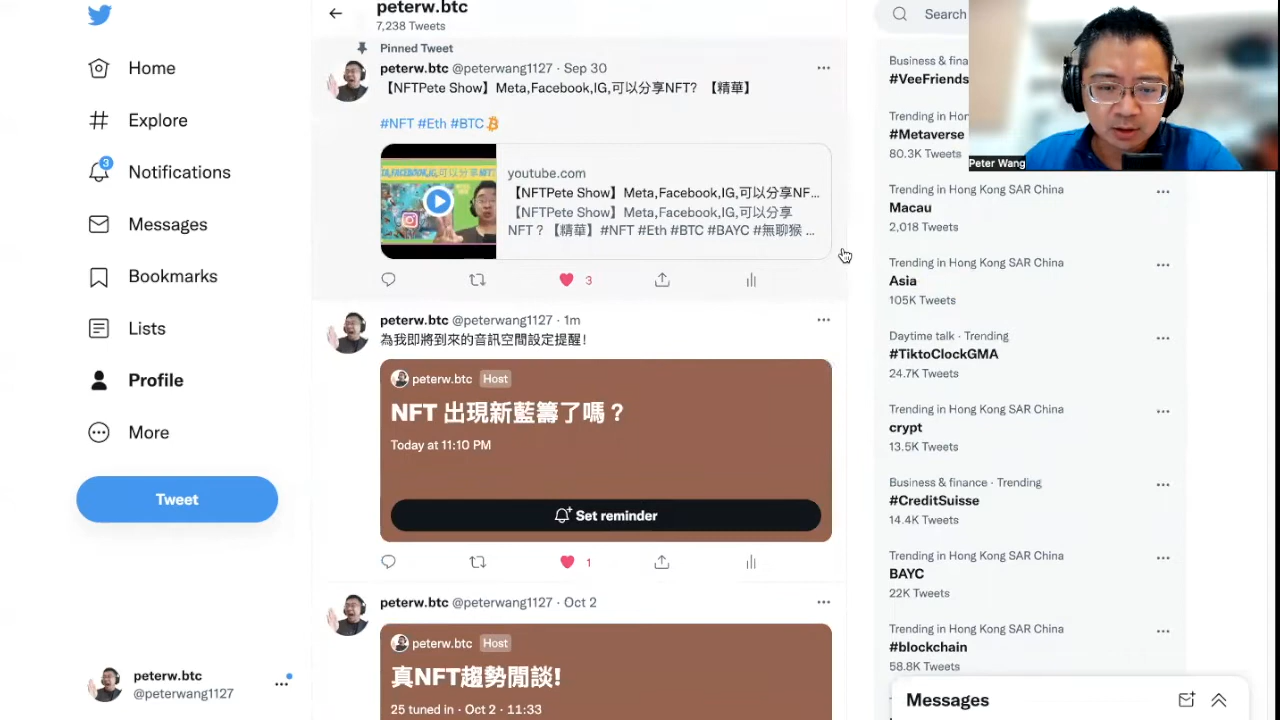 peterw.btc
7,238 Tweets
Search
Home
Explore
3
Notifications
Messages
Bookmarks
Lists
Profile
More
Tweet
peterw.btc
@peterwang1127
Pinned Tweet
peterw.btc @peterwang1127 · Sep 30
【NFTPete Show】Meta,Facebook,IG,可以分享NFT? 【精華】
#NFT #Eth #BTC
FACEBOOK,IG,可以分享NFT?
youtube.com
【NFTPete Show】Meta,Facebook,IG,可以分享NF...
【NFTPete Show】Meta,Facebook,IG,可以分享
NFT？【精華】#NFT #Eth #BTC #BAYC #無聊猴 ...
3
peterw.btc @peterwang1127 · 1m
為我即將到來的音訊空間設定提醒!
peterw.btc Host
NFT 出現新藍籌了嗎？
Today at 11:10 PM
Set reminder
1
peterw.btc @peterwang1127 · Oct 2
peterw.btc Host
真NFT趨勢閒談!
25 tuned in · Oct 2 · 11:33
Business & fina
#VeeFriends
Trending in Hon
#Metaverse
80.3K Tweets
Peter Wang
Trending in Hong Kong SAR China
Macau
2,018 Tweets
Trending in Hong Kong SAR China
Asia
105K Tweets
Daytime talk · Trending
#TiktoClockGMA
24.7K Tweets
Trending in Hong Kong SAR China
crypt
13.5K Tweets
Business & finance · Trending
#CreditSuisse
14.4K Tweets
Trending in Hong Kong SAR China
BAYC
22K Tweets
Trending in Hong Kong SAR China
#blockchain
58.8K Tweets
Messages